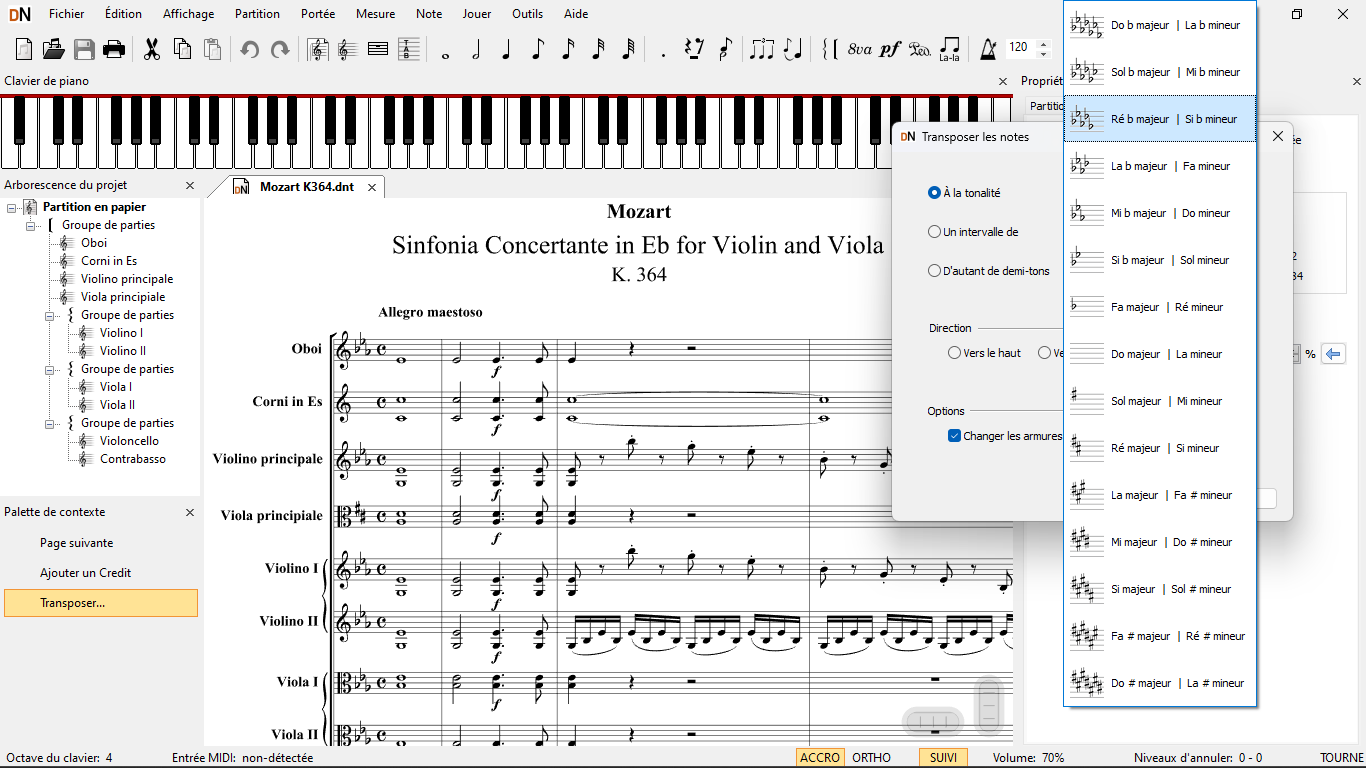 DN Fichier Édition Affichage Partition Portée Mesure Note Jouer Outils Aide
8va pf Ped. La-La 120
Clavier de piano
Arborescence du projet
Partition en papier
Groupe de parties
Oboi
Corni in Es
Violino principale
Viola principiale
Groupe de parties
Violino I
Violino II
Groupe de parties
Viola I
Viola II
Groupe de parties
Violoncello
Contrabasso
Palette de contexte
Page suivante
Ajouter un Credit
Transposer...
DN Mozart K364.dnt
Mozart
Sinfonia Concertante in Eb for Violin and Viola
K. 364
Allegro maestoso
Oboi
f
Corni in Es
f
Violino principale
f
Viola principiale
f
Violino I
f
Violino II
f
Viola I
f
Viola II
Propriét
Partitio
DN Transposer les notes
À la tonalité
Un intervalle de
D'autant de demi-tons
Direction
Vers le haut
Ve
Options
Changer les armures
%
Do b majeur | La b mineur
Sol b majeur | Mi b mineur
Ré b majeur | Si b mineur
La b majeur | Fa mineur
Mi b majeur | Do mineur
Si b majeur | Sol mineur
Fa majeur | Ré mineur
Do majeur | La mineur
Sol majeur | Mi mineur
Ré majeur | Si mineur
La majeur | Fa # mineur
Mi majeur | Do # mineur
Si majeur | Sol # mineur
Fa # majeur | Ré # mineur
Do # majeur | La # mineur
Octave du clavier: 4 Entrée MIDI: non-détectée ACCRO ORTHO SUIVI Volume: 70% Niveaux d'annuler: 0 - 0 TOURNE